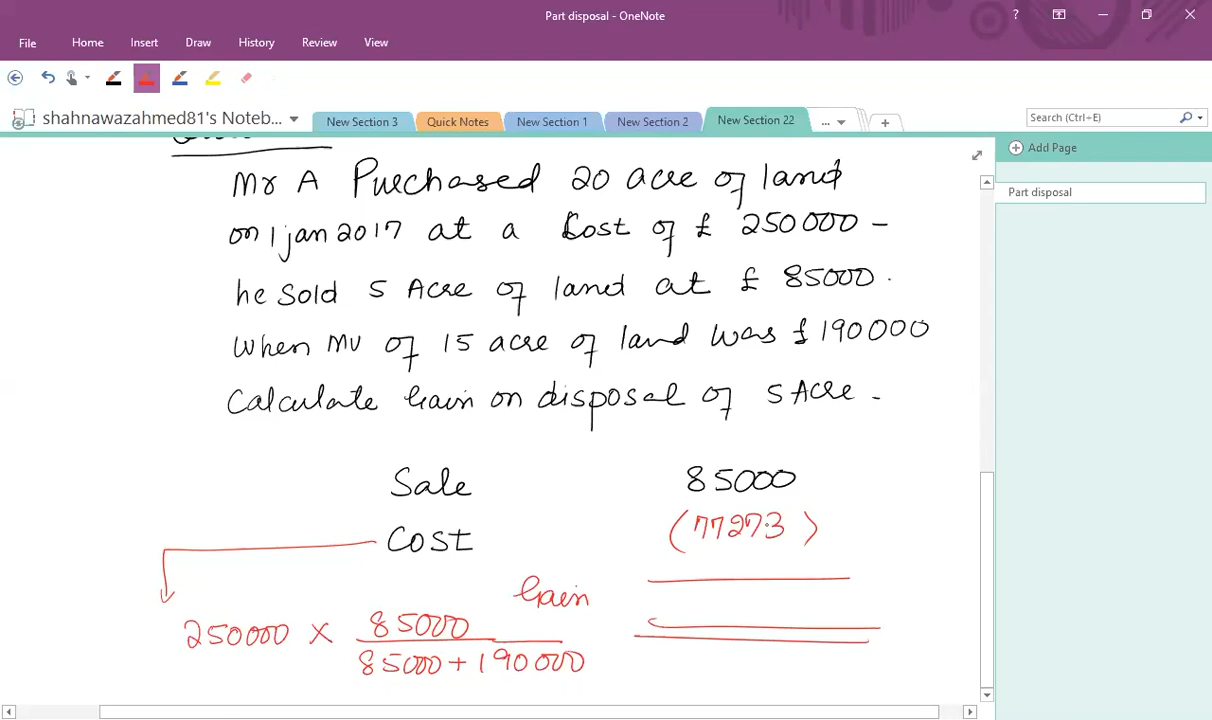 Part disposal - OneNote
?
File Home Insert Draw History Review View
shahnawazahmed81's Noteb... New Section 3 Quick Notes New Section 1 New Section 2 New Section 22 ... + Search (Ctrl+E)
Add Page
Part disposal
Mr A Purchased 20 acre of land
on 1 jan 2017 at a Cost of £ 250000 -
he Sold 5 Acre of land at £ 85000.
When MV of 15 acre of land was £ 190000
Calculate Gain on disposal of 5 Acre.
Sale 85000
Cost (77273)
Gain
250000 × 85000
85000 + 190000